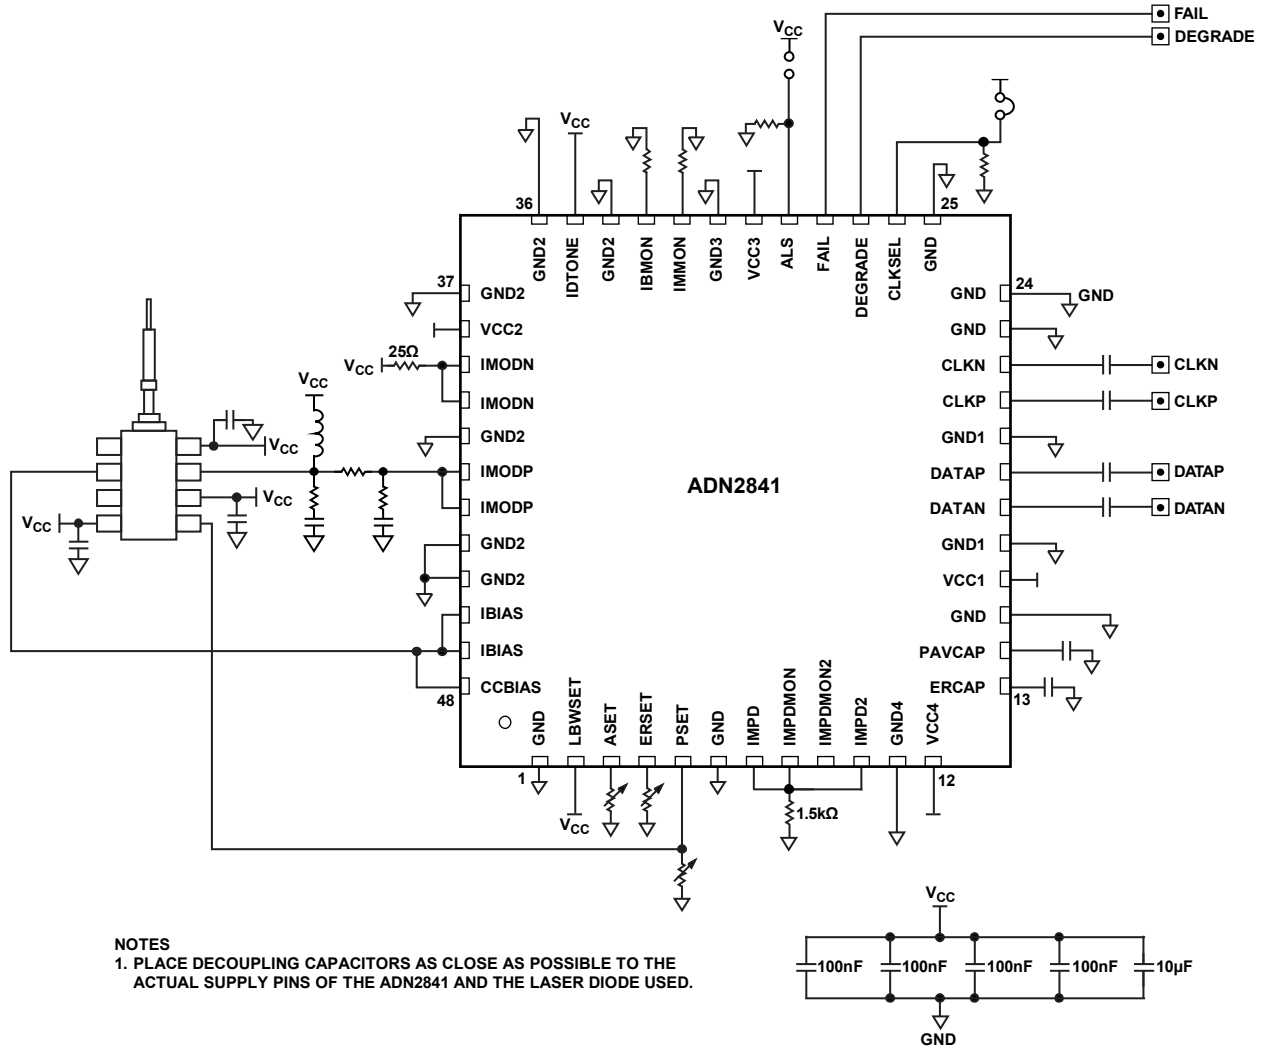 FAIL
DEGRADE
VCC
VCC
36
25
GND2
IDTONE
GND2
IBMON
IMMON
GND3
VCC3
ALS
FAIL
DEGRADE
CLKSEL
GND
37
GND2
VCC2
25Ω
VCC
IMODN
IMODN
VCC
GND2
VCC
IMODP
IMODP
VCC
VCC
GND2
GND2
IBIAS
IBIAS
CCBIAS
48
ADN2841
24
GND
GND
GND
CLKN
CLKN
CLKP
CLKP
GND1
DATAP
DATAP
DATAN
DATAN
GND1
VCC1
GND
PAVCAP
ERCAP
13
GND
LBWSET
ASET
ERSET
PSET
GND
IMPD
IMPDMON
IMPDMON2
IMPD2
GND4
VCC4
1
12
VCC
1.5kΩ
VCC
100nF
100nF
100nF
100nF
10µF
GND
NOTES
1. PLACE DECOUPLING CAPACITORS AS CLOSE AS POSSIBLE TO THE
ACTUAL SUPPLY PINS OF THE ADN2841 AND THE LASER DIODE USED.